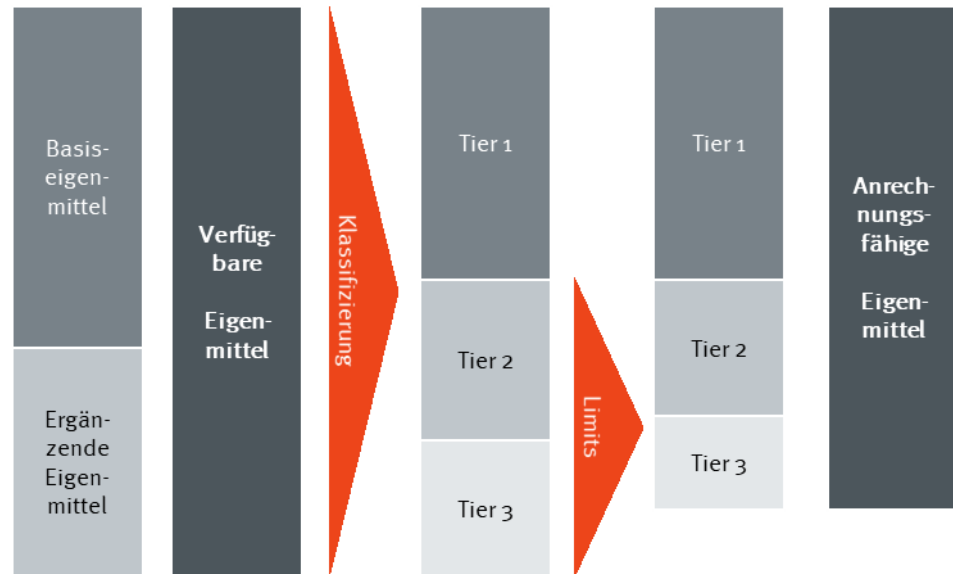 Basis-
eigen-
mittel
Ergän-
zende
Eigen-
mittel
Verfüg-
bare
Eigen-
mittel
Klassifizierung
Tier 1
Tier 2
Tier 3
Limits
Tier 1
Tier 2
Tier 3
Anrech-
nungs-
fähige
Eigen-
mittel